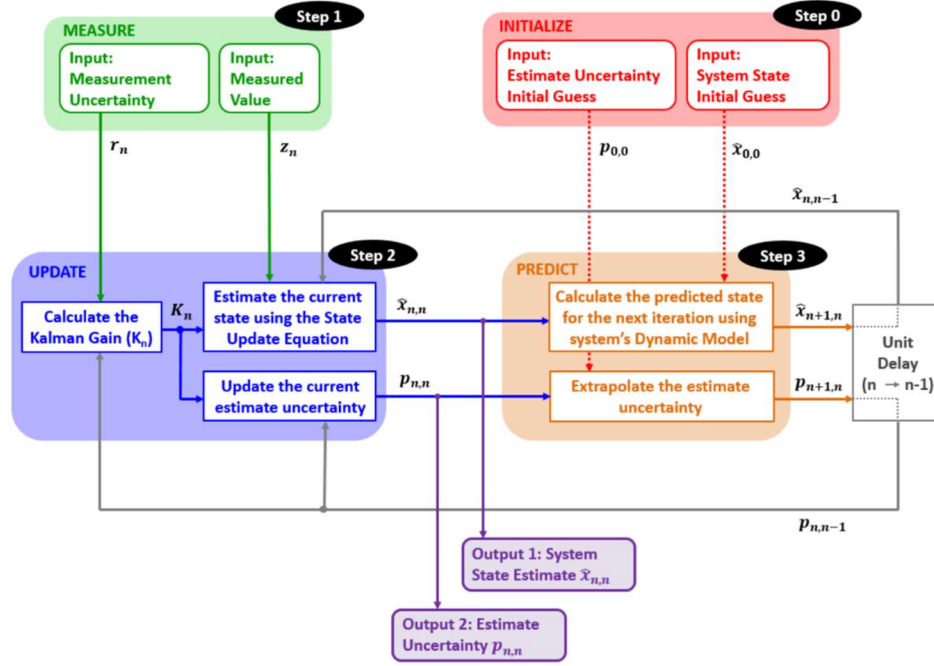 Step 1
MEASURE
Input:
Measurement
Uncertainty
Input:
Measured
Value
Step 0
INITIALIZE
Input:
Estimate Uncertainty
Initial Guess
Input:
System State
Initial Guess
rₙ
zₙ
p₀,₀
x̂₀,₀
x̂ₙ,ₙ₋₁
Step 2
UPDATE
Calculate the
Kalman Gain (Kₙ)
Kₙ
Estimate the current
state using the State
Update Equation
Update the current
estimate uncertainty
x̂ₙ,ₙ
pₙ,ₙ
Step 3
PREDICT
Calculate the predicted state
for the next iteration using
system's Dynamic Model
Extrapolate the estimate
uncertainty
x̂ₙ₊₁,ₙ
pₙ₊₁,ₙ
Unit
Delay
(n → n-1)
pₙ,ₙ₋₁
Output 1: System
State Estimate x̂ₙ,ₙ
Output 2: Estimate
Uncertainty pₙ,ₙ